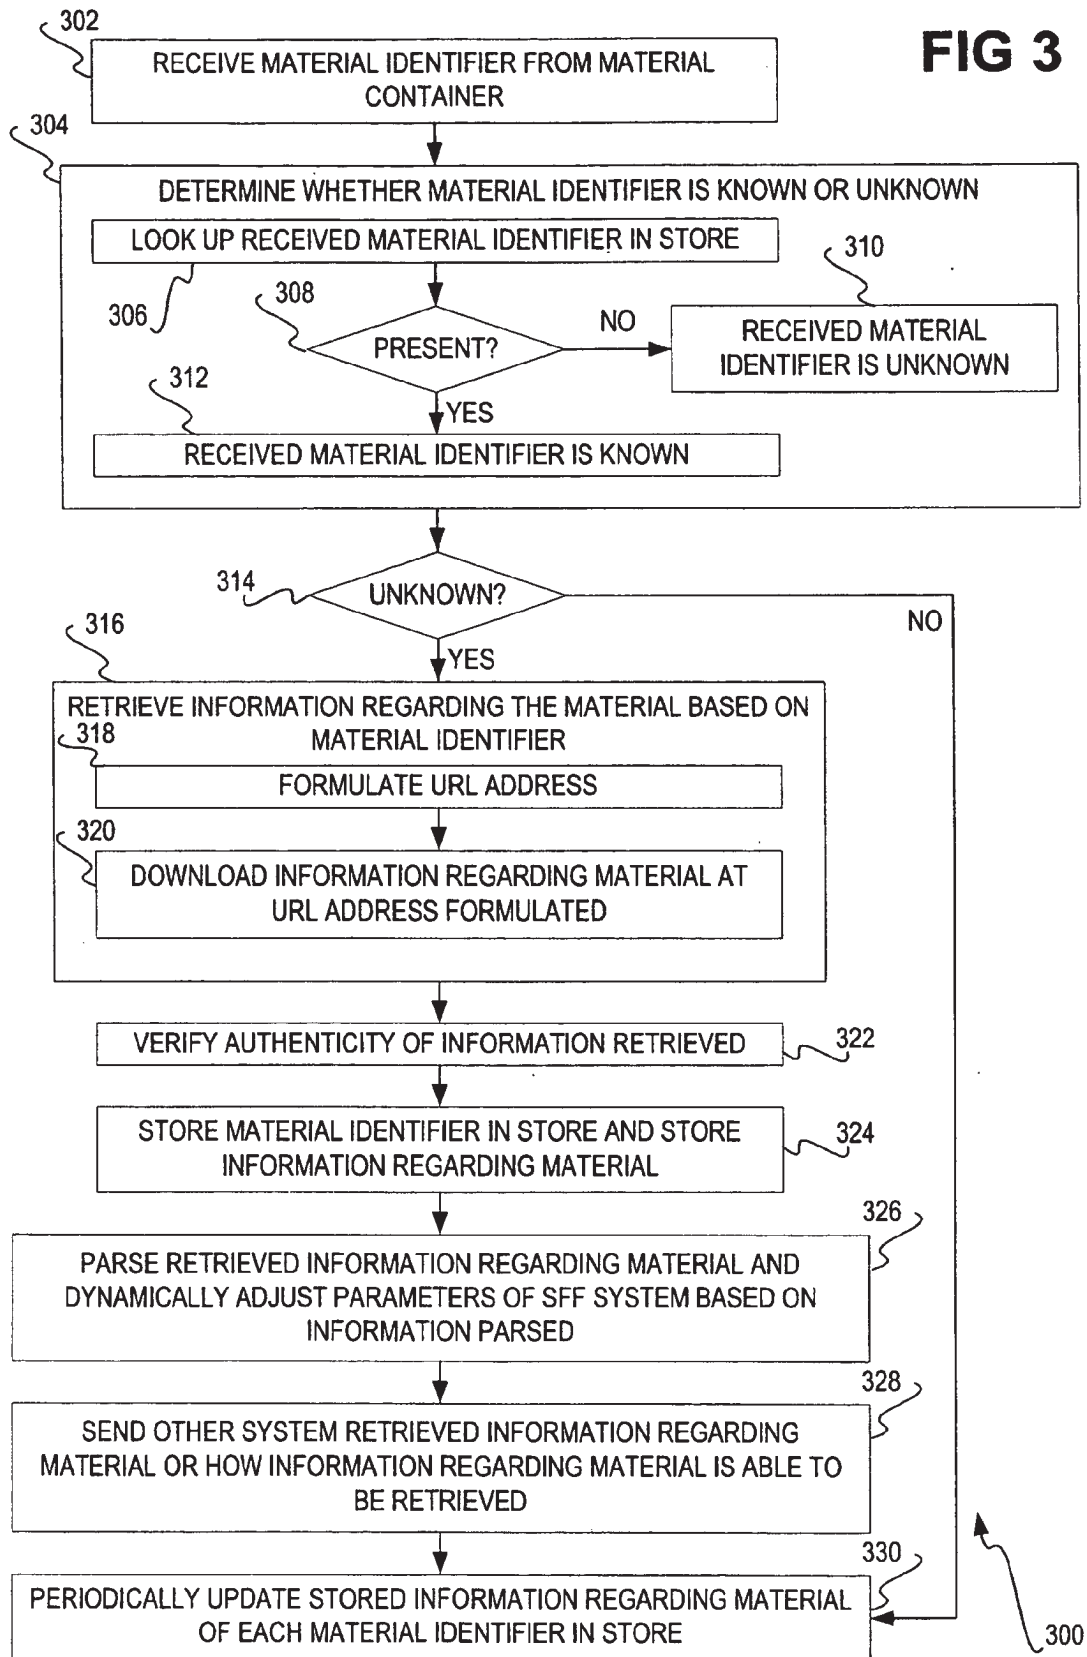 302
FIG 3
RECEIVE MATERIAL IDENTIFIER FROM MATERIAL
CONTAINER
304
DETERMINE WHETHER MATERIAL IDENTIFIER IS KNOWN OR UNKNOWN
LOOK UP RECEIVED MATERIAL IDENTIFIER IN STORE
306
308
310
PRESENT?
NO
RECEIVED MATERIAL
IDENTIFIER IS UNKNOWN
312
YES
RECEIVED MATERIAL IDENTIFIER IS KNOWN
314
UNKNOWN?
NO
316
YES
RETRIEVE INFORMATION REGARDING THE MATERIAL BASED ON
MATERIAL IDENTIFIER
318
FORMULATE URL ADDRESS
320
DOWNLOAD INFORMATION REGARDING MATERIAL AT
URL ADDRESS FORMULATED
VERIFY AUTHENTICITY OF INFORMATION RETRIEVED
322
STORE MATERIAL IDENTIFIER IN STORE AND STORE
INFORMATION REGARDING MATERIAL
324
326
PARSE RETRIEVED INFORMATION REGARDING MATERIAL AND
DYNAMICALLY ADJUST PARAMETERS OF SFF SYSTEM BASED ON
INFORMATION PARSED
328
SEND OTHER SYSTEM RETRIEVED INFORMATION REGARDING
MATERIAL OR HOW INFORMATION REGARDING MATERIAL IS ABLE TO
BE RETRIEVED
330
PERIODICALLY UPDATE STORED INFORMATION REGARDING MATERIAL
OF EACH MATERIAL IDENTIFIER IN STORE
300